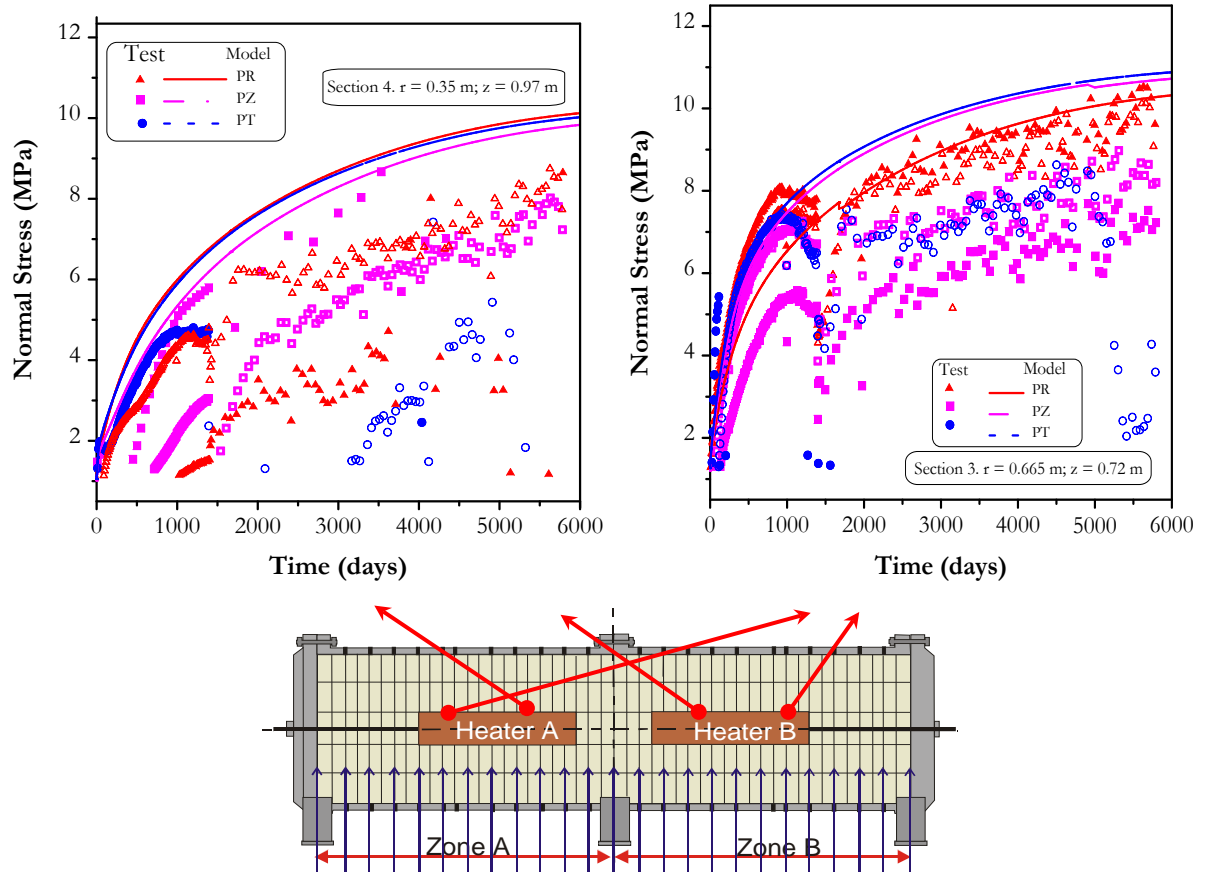 12
10
8
6
4
2
0
1000
2000
3000
4000
5000
6000
Normal Stress (MPa)
Time (days)
Test Model
PR
PZ
PT
Section 4. r = 0.35 m; z = 0.97 m
12
10
8
6
4
2
0
1000
2000
3000
4000
5000
6000
Normal Stress (MPa)
Time (days)
Test Model
PR
PZ
PT
Section 3. r = 0.665 m; z = 0.72 m
Heater A
Heater B
Zone A
Zone B